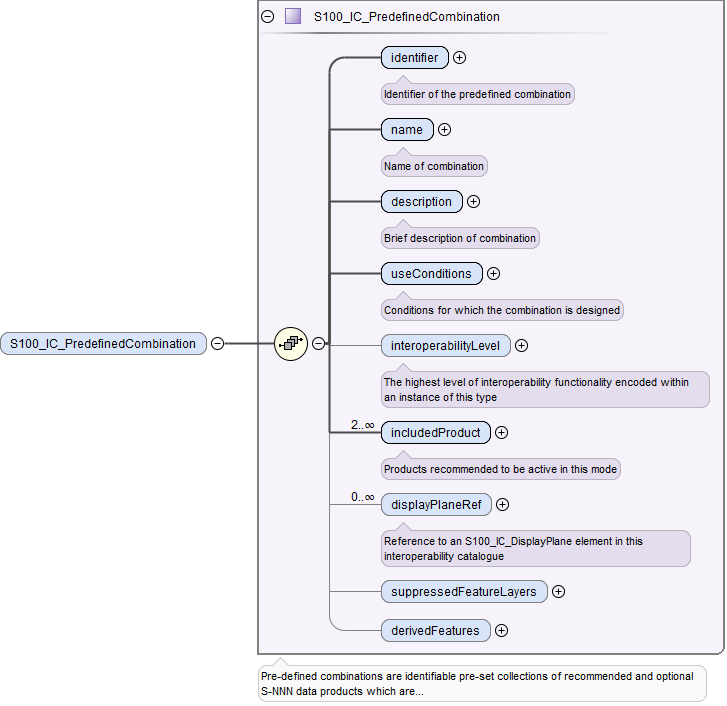 S100_IC_PredefinedCombination
identifier
Identifier of the predefined combination
name
Name of combination
description
Brief description of combination
useConditions
Conditions for which the combination is designed
S100_IC_PredefinedCombination
interoperabilityLevel
The highest level of interoperability functionality encoded within
an instance of this type
2..∞
includedProduct
Products recommended to be active in this mode
0..∞
displayPlaneRef
Reference to an S100_IC_DisplayPlane element in this
interoperability catalogue
suppressedFeatureLayers
derivedFeatures
Pre-defined combinations are identifiable pre-set collections of recommended and optional
S-NNN data products which are...